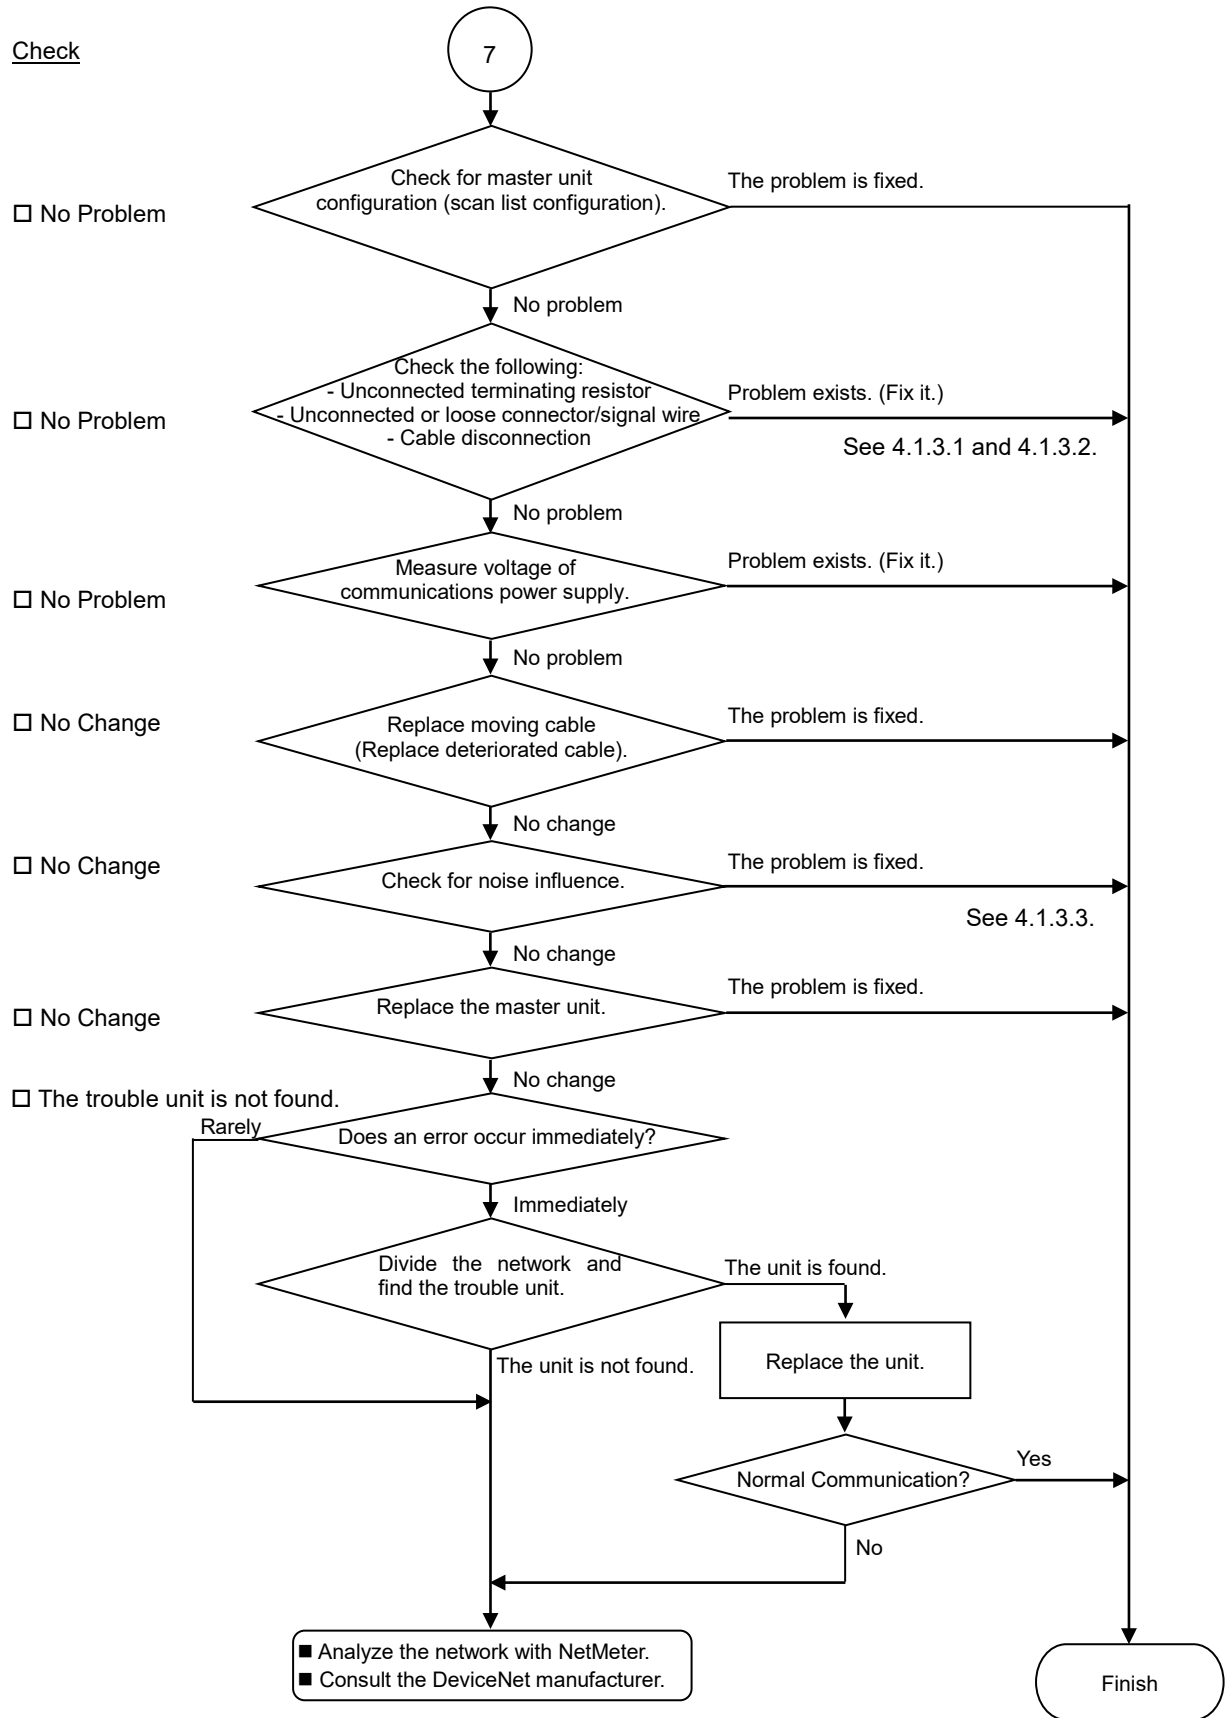 Check
7
Check for master unit
configuration (scan list configuration).
The problem is fixed.
□ No Problem
No problem
Check the following:
- Unconnected terminating resistor
- Unconnected or loose connector/signal wire
- Cable disconnection
Problem exists. (Fix it.)
□ No Problem
See 4.1.3.1 and 4.1.3.2.
No problem
Measure voltage of
communications power supply.
Problem exists. (Fix it.)
□ No Problem
No problem
□ No Change
Replace moving cable
(Replace deteriorated cable).
The problem is fixed.
No change
□ No Change
Check for noise influence.
The problem is fixed.
See 4.1.3.3.
No change
Replace the master unit.
The problem is fixed.
□ No Change
No change
□ The trouble unit is not found.
Rarely
Does an error occur immediately?
Immediately
Divide the network and
find the trouble unit.
The unit is found.
The unit is not found.
Replace the unit.
Normal Communication?
Yes
No
■ Analyze the network with NetMeter.
■ Consult the DeviceNet manufacturer.
Finish